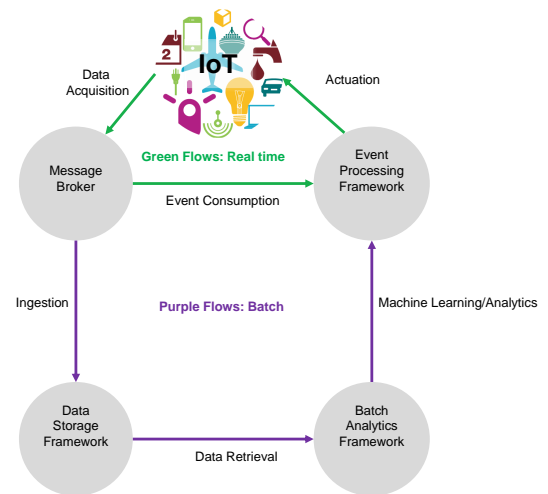 2
IoT
Data
Acquisition
Actuation
Green Flows: Real time
Message
Broker
Event
Processing
Framework
Event Consumption
Ingestion
Purple Flows: Batch
Machine Learning/Analytics
Data
Storage
Framework
Batch
Analytics
Framework
Data Retrieval